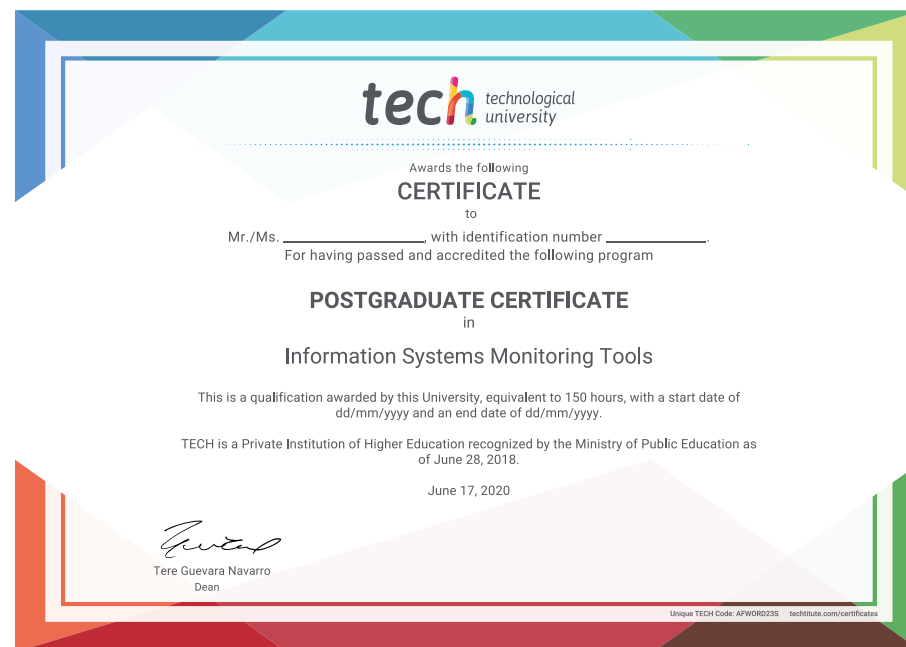 tech technological
university
Awards the following
CERTIFICATE
to
Mr./Ms. ____________________, with identification number ______________.
For having passed and accredited the following program
POSTGRADUATE CERTIFICATE
in
Information Systems Monitoring Tools
This is a qualification awarded by this University, equivalent to 150 hours, with a start date of
dd/mm/yyyy and an end date of dd/mm/yyyy.
TECH is a Private Institution of Higher Education recognized by the Ministry of Public Education as
of June 28, 2018.
June 17, 2020
Tere Guevara Navarro
Dean
Unique TECH Code: AFWORD23S techtitute.com/certificates